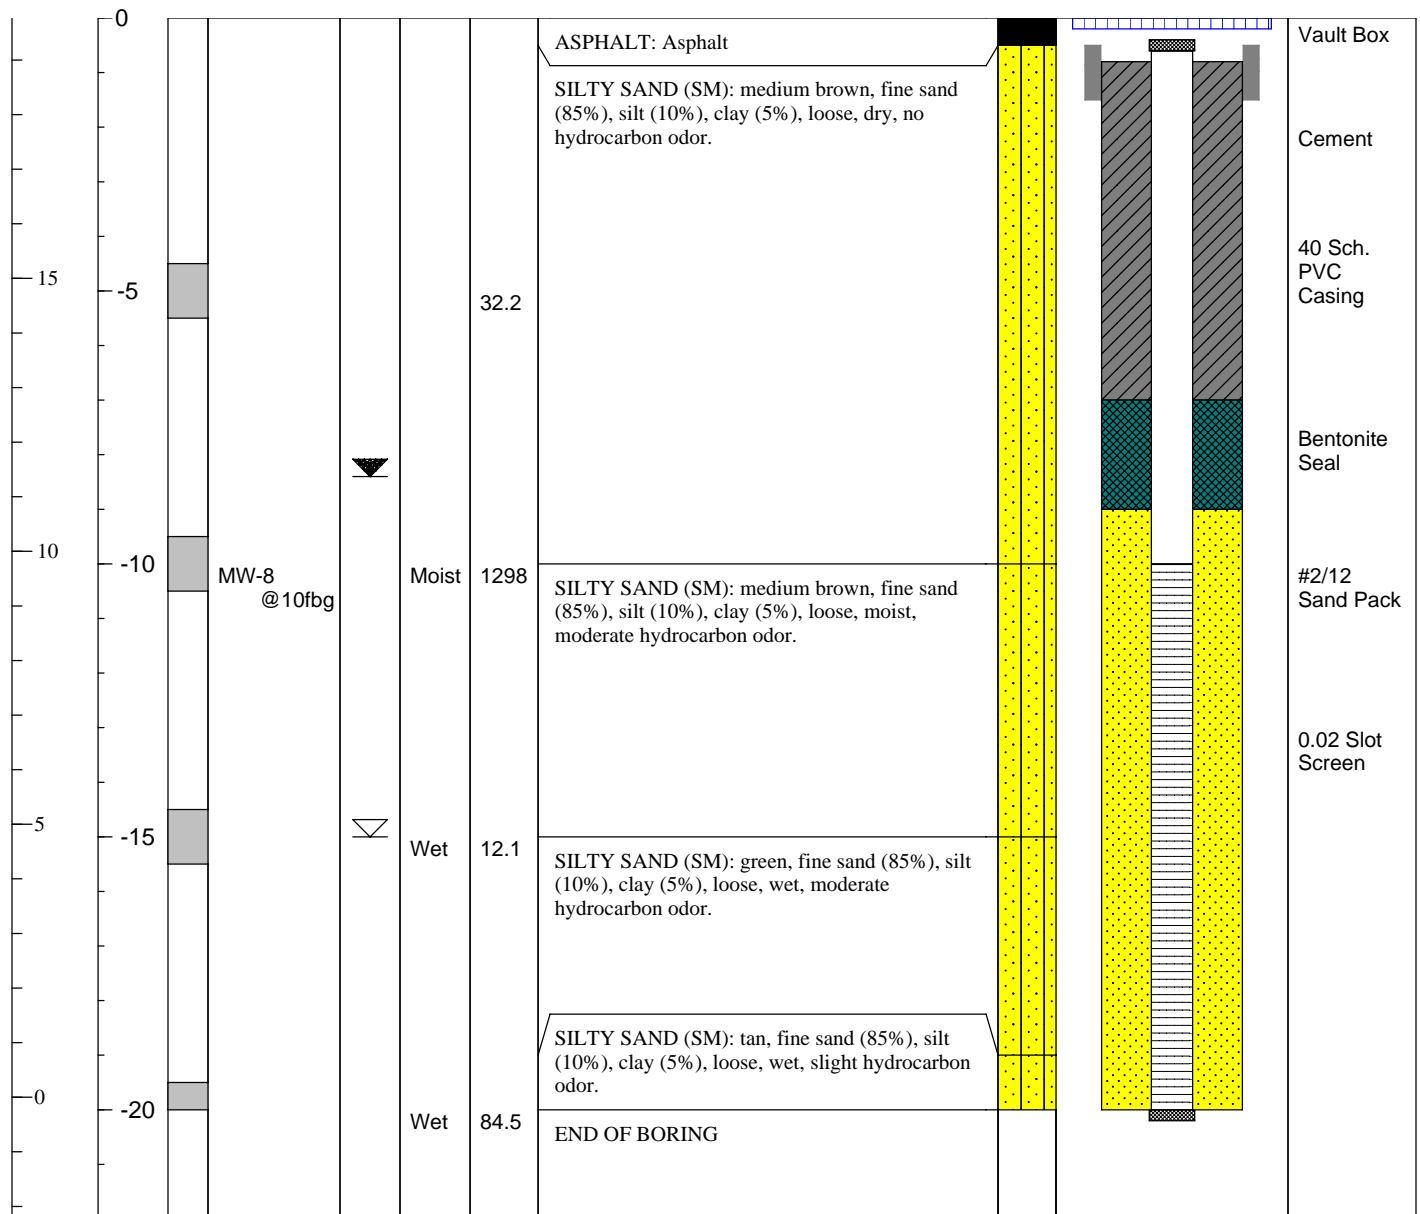 0
ASPHALT: Asphalt
Vault Box
SILTY SAND (SM): medium brown, fine sand
(85%), silt (10%), clay (5%), loose, dry, no
hydrocarbon odor.
Cement
40 Sch.
PVC
Casing
15
-5
32.2
Bentonite
Seal
10
-10
MW-8
@10fbg
Moist
1298
SILTY SAND (SM): medium brown, fine sand
(85%), silt (10%), clay (5%), loose, moist,
moderate hydrocarbon odor.
#2/12
Sand Pack
0.02 Slot
Screen
5
-15
Wet
12.1
SILTY SAND (SM): green, fine sand (85%), silt
(10%), clay (5%), loose, wet, moderate
hydrocarbon odor.
SILTY SAND (SM): tan, fine sand (85%), silt
(10%), clay (5%), loose, wet, slight hydrocarbon
odor.
0
-20
Wet
84.5
END OF BORING